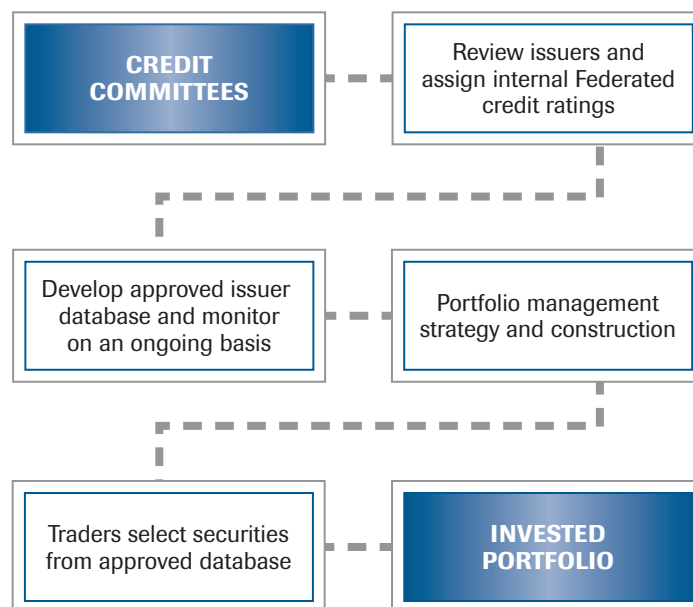 CREDIT
COMMITTEES
Review issuers and
assign internal Federated
credit ratings
Develop approved issuer
database and monitor
on an ongoing basis
Portfolio management
strategy and construction
Traders select securities
from approved database
INVESTED
PORTFOLIO